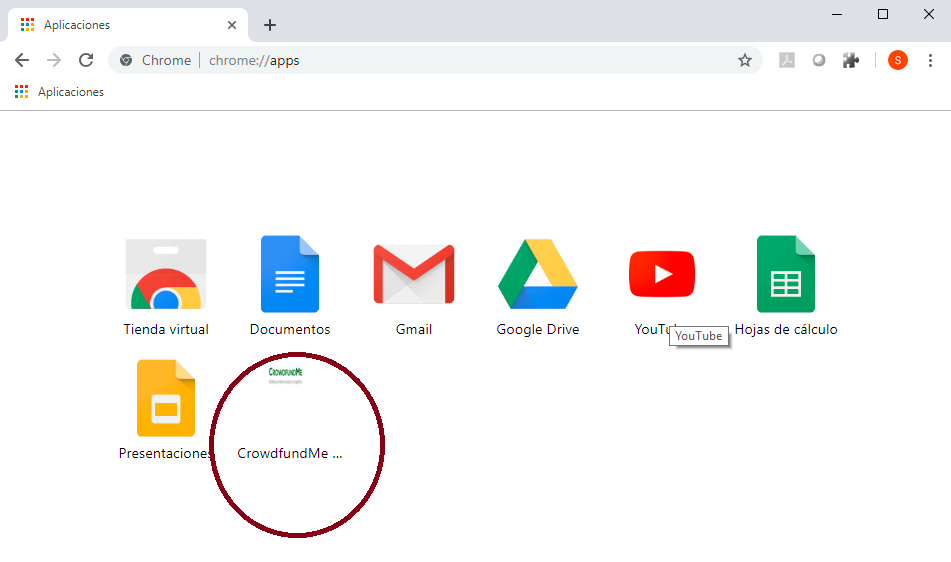 Aplicaciones
Chrome chrome://apps
S
Aplicaciones
Tienda virtual Documentos Gmail Google Drive YouTu Hojas de cálculo
YouTube
CROWDFUNDME
Presentaciones CrowdfundMe ...